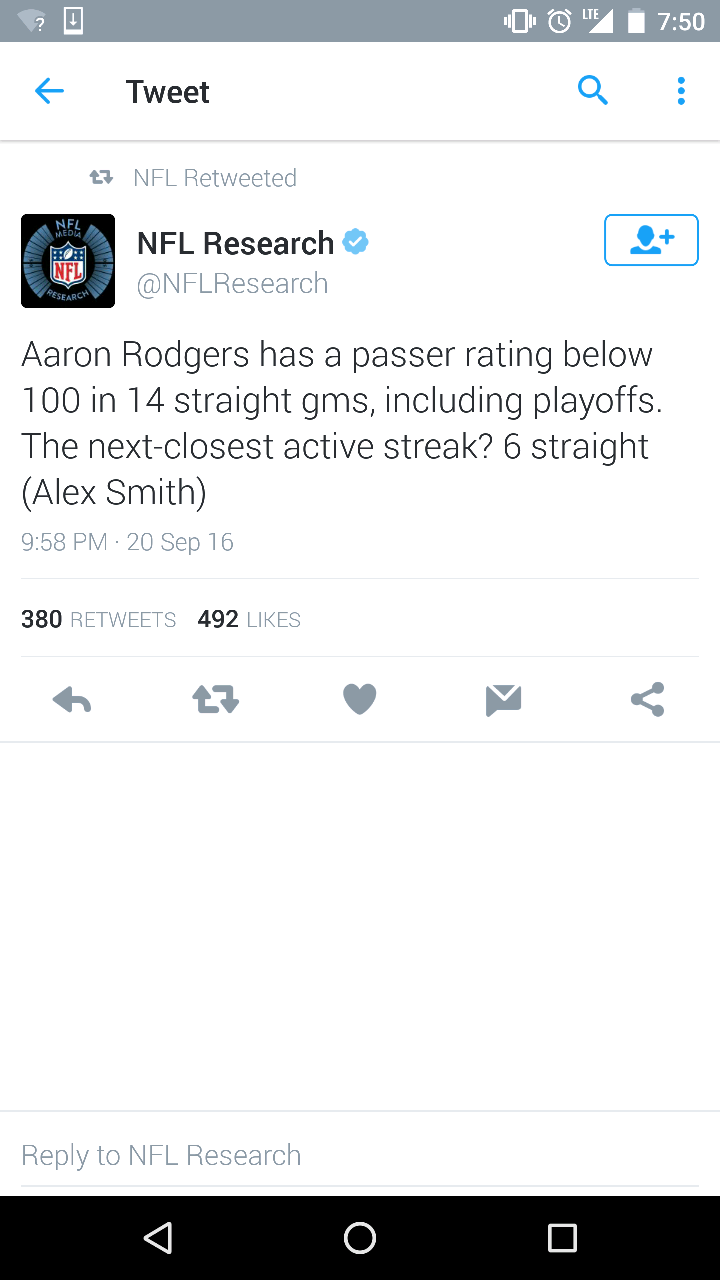 LTE 7:50
Tweet
NFL Retweeted
NFL
MEDIA
NFL
RESEARCH
NFL Research
@NFLResearch
Aaron Rodgers has a passer rating below
100 in 14 straight gms, including playoffs.
The next-closest active streak? 6 straight
(Alex Smith)
9:58 PM · 20 Sep 16
380 RETWEETS 492 LIKES
Reply to NFL Research